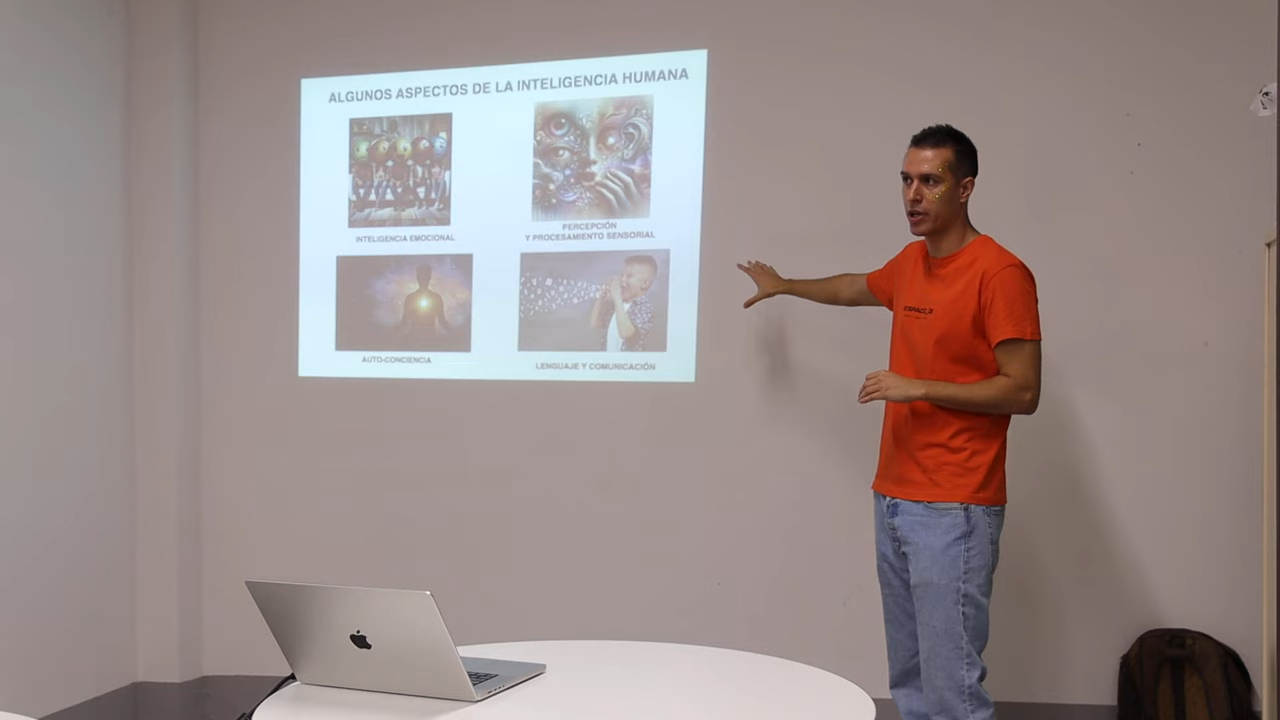 ALGUNOS ASPECTOS DE LA INTELIGENCIA HUMANA
INTELIGENCIA EMOCIONAL
PERCEPCIÓN
Y PROCESAMIENTO SENSORIAL
AUTO-CONCIENCIA
LENGUAJE Y COMUNICACIÓN